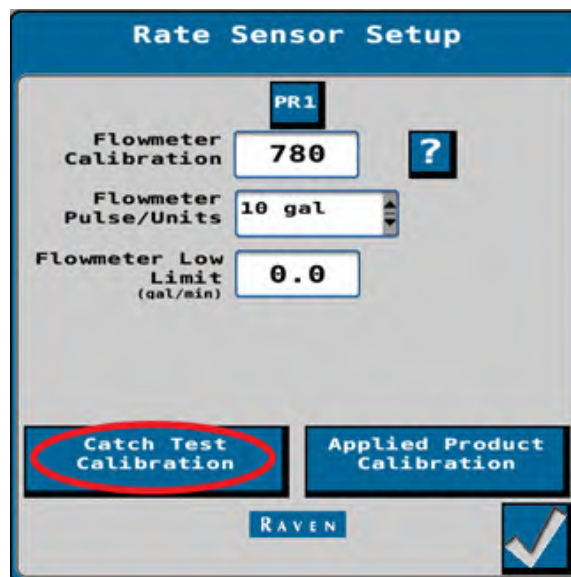 Rate Sensor Setup
PR1
Flowmeter
Calibration
780
?
Flowmeter
Pulse/Units
10 gal
Flowmeter Low
Limit
(gal/min)
0.0
Catch Test
Calibration
Applied Product
Calibration
RAVEN